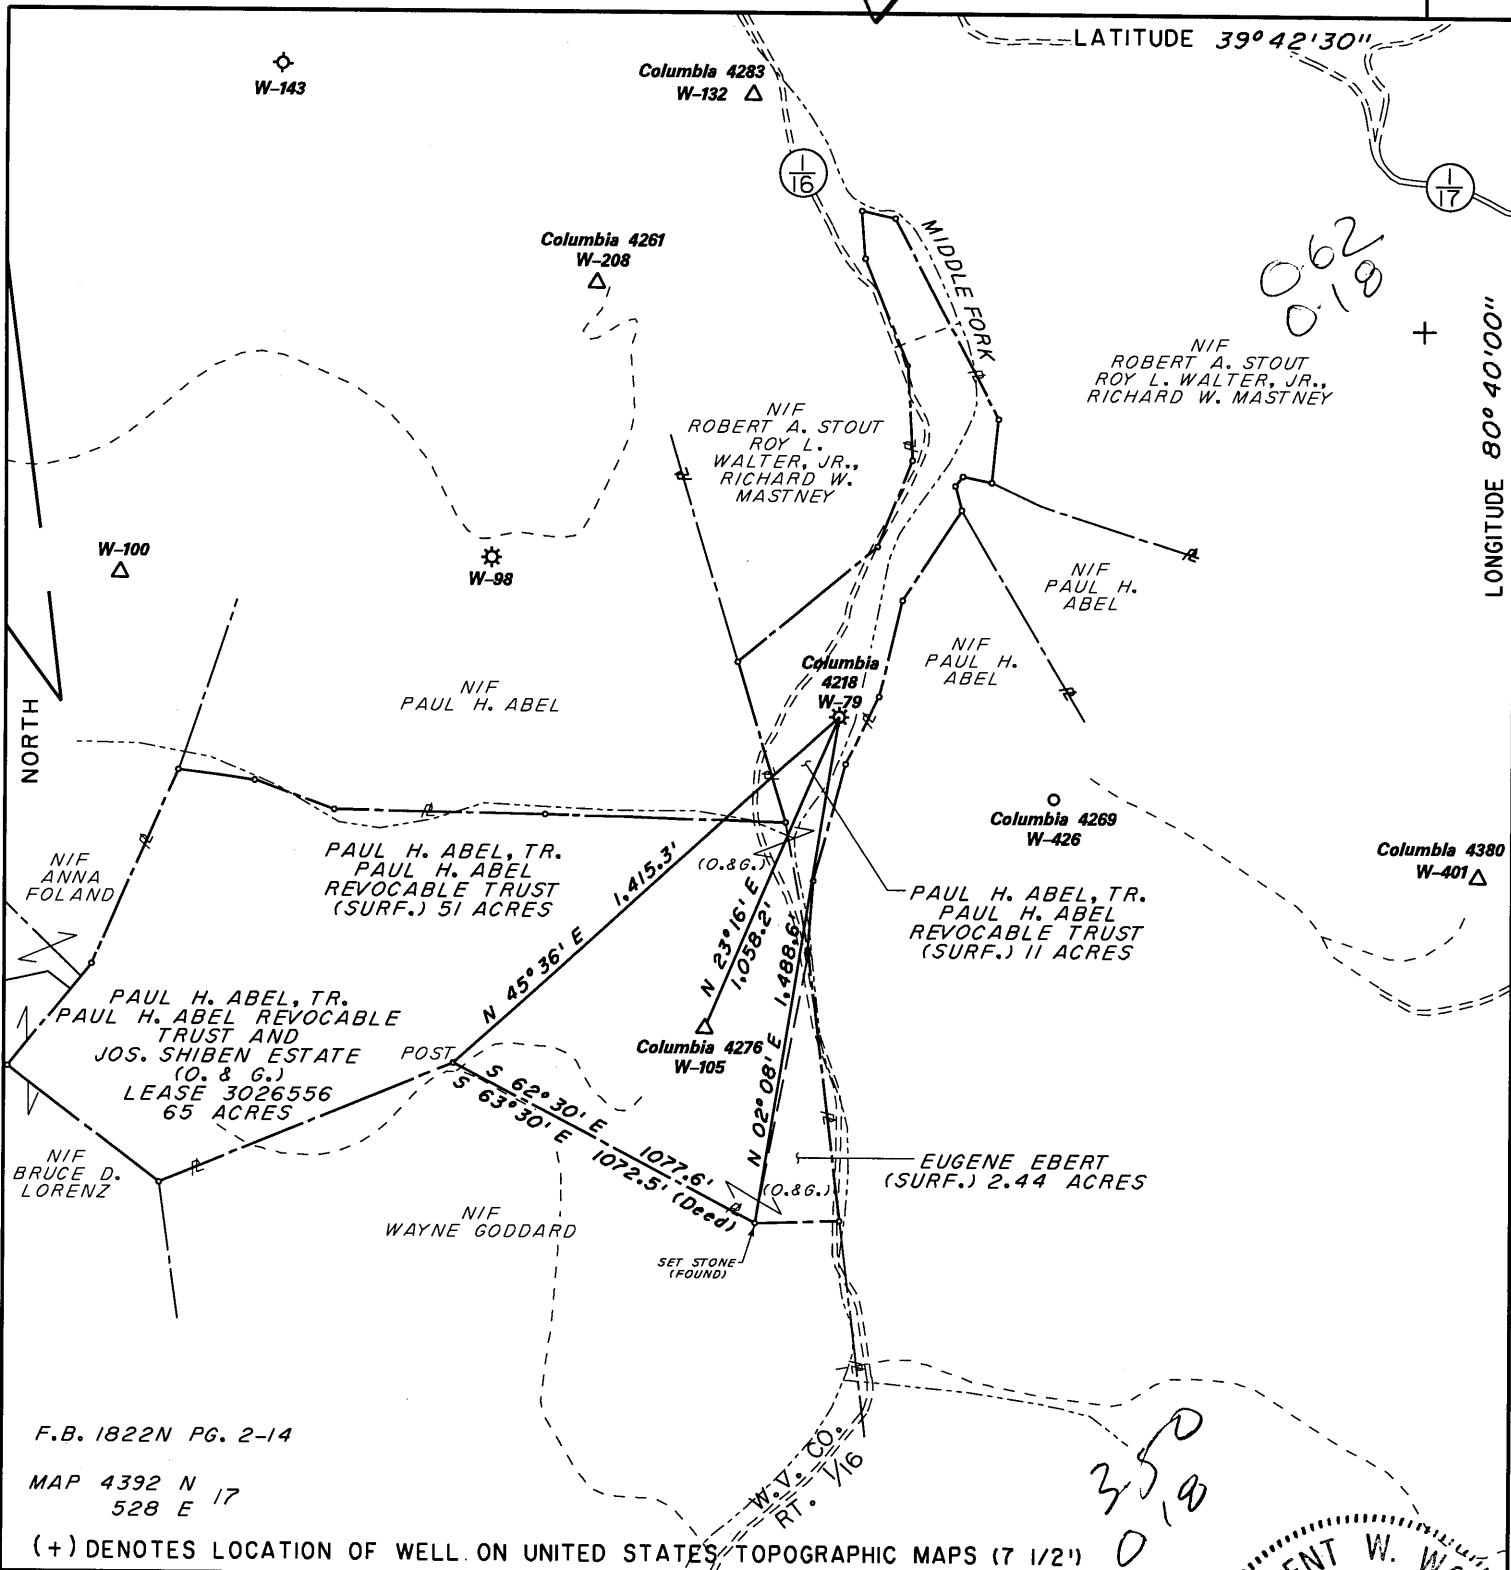 LATITUDE 39° 42' 30"
W-143
Columbia 4283
W-132
1
16
1
17
Columbia 4261
W-208
MIDDLE FORK
0.62
0.18
LONGITUDE 80° 40'00"
N/F
ROBERT A. STOUT
ROY L. WALTER, JR.,
RICHARD W. MASTNEY
N/F
ROBERT A. STOUT
ROY L.
WALTER, JR.,
RICHARD W.
MASTNEY
W-100
W-98
N/F
PAUL H.
ABEL
N/F
PAUL H.
ABEL
Columbia
4218
W-79
N/F
PAUL H. ABEL
NORTH
Columbia 4269
W-426
Columbia 4380
W-401
N/F
ANNA
FOLAND
PAUL H. ABEL, TR.
PAUL H. ABEL
REVOCABLE TRUST
(SURF.) 51 ACRES
(O.&G.)
N 45° 36' E 1,415.3'
N 23° 16' E
1,058.2'
N 02° 08' E 1,488.6'
PAUL H. ABEL, TR.
PAUL H. ABEL
REVOCABLE TRUST
(SURF.) 11 ACRES
PAUL H. ABEL, TR.
PAUL H. ABEL REVOCABLE
TRUST AND
JOS. SHIBEN ESTATE
(O. & G.)
LEASE 3026556
65 ACRES
POST
Columbia 4276
W-105
S 62° 30' E 1077.6'
S 63° 30' E 1072.5' (Deed)
N/F
BRUCE D.
LORENZ
N/F
WAYNE GODDARD
(O.&G.)
EUGENE EBERT
(SURF.) 2.44 ACRES
SET STONE
(FOUND)
F.B. 1822N PG. 2-14
MAP 4392 N 17
528 E
W.V. CO.
RT. 1/16
3.50
0.18
(+) DENOTES LOCATION OF WELL ON UNITED STATES TOPOGRAPHIC MAPS (7 1/2')